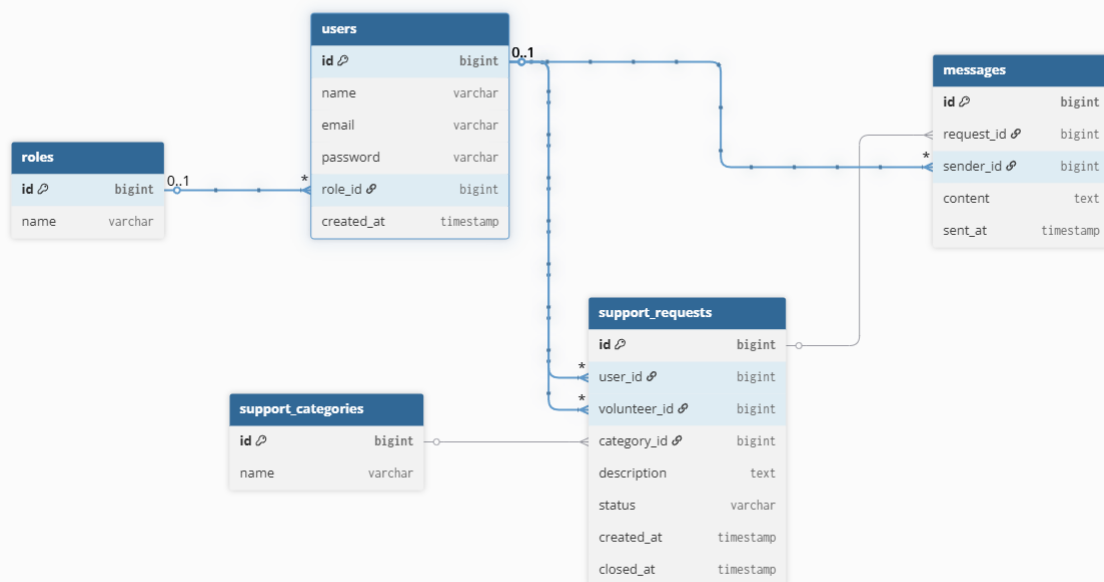 users
id bigint
name varchar
email varchar
password varchar
role_id bigint
created_at timestamp
0..1
roles
id bigint
name varchar
0..1
*
messages
id bigint
request_id bigint
sender_id bigint
content text
sent_at timestamp
*
support_requests
id bigint
user_id bigint
volunteer_id bigint
category_id bigint
description text
status varchar
created_at timestamp
closed_at timestamp
*
*
support_categories
id bigint
name varchar